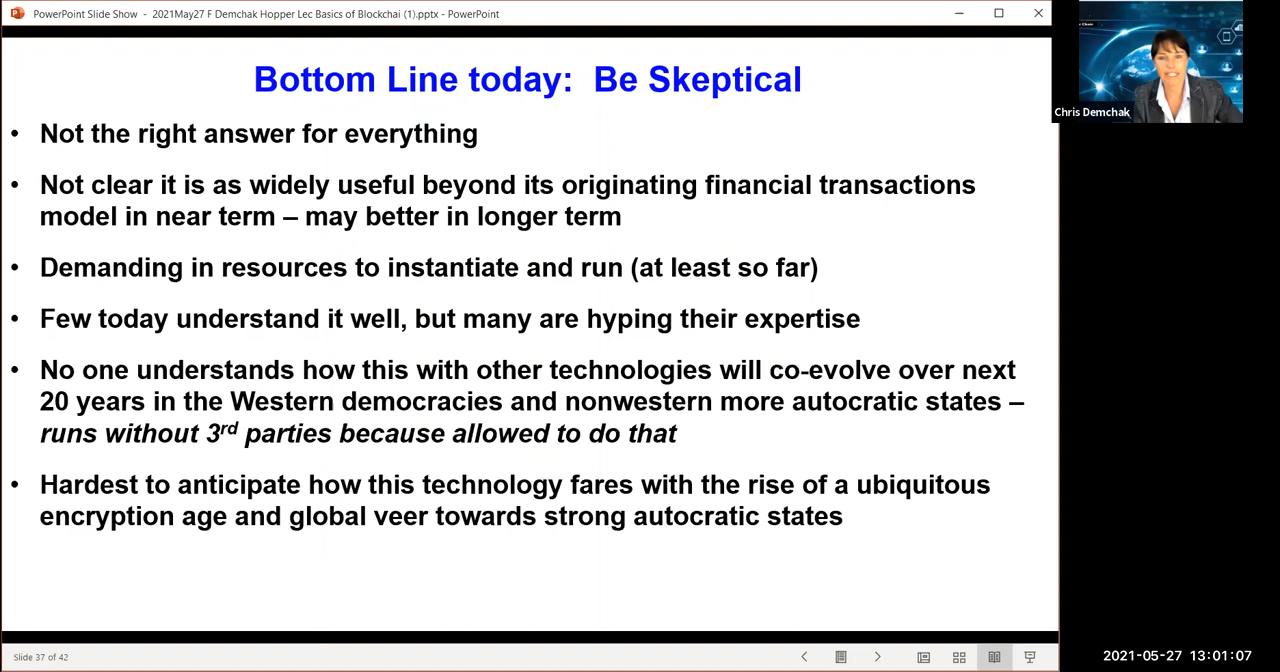 PowerPoint Slide Show - 2021May27 F Demchak Hopper Lec Basics of Blockchai (1).pptx - PowerPoint
Bottom Line today: Be Skeptical
• Not the right answer for everything
• Not clear it is as widely useful beyond its originating financial transactions
model in near term – may better in longer term
• Demanding in resources to instantiate and run (at least so far)
• Few today understand it well, but many are hyping their expertise
• No one understands how this with other technologies will co-evolve over next
20 years in the Western democracies and nonwestern more autocratic states –
runs without 3rd parties because allowed to do that
• Hardest to anticipate how this technology fares with the rise of a ubiquitous
encryption age and global veer towards strong autocratic states
Chris Demchak
Slide 37 of 42
2021-05-27 13:01:07